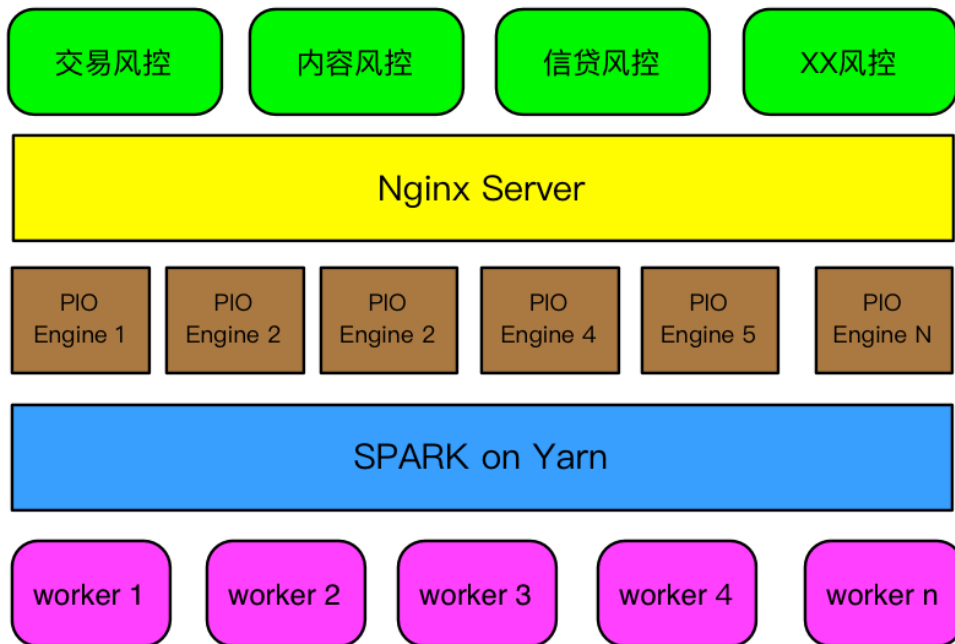 交易风控
内容风控
信贷风控
XX风控
Nginx Server
PIO
Engine 1
PIO
Engine 2
PIO
Engine 2
PIO
Engine 4
PIO
Engine 5
PIO
Engine N
SPARK on Yarn
worker 1
worker 2
worker 3
worker 4
worker n